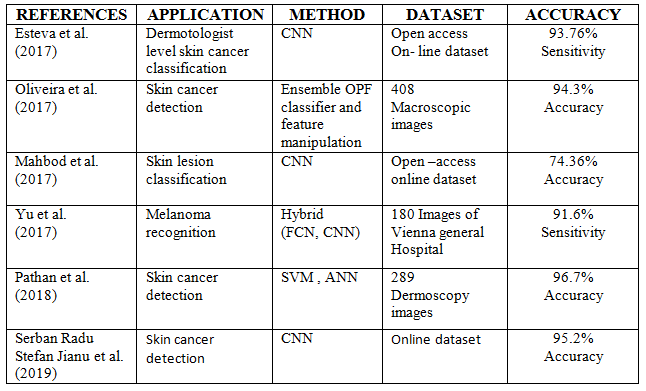 REFERENCES APPLICATION METHOD DATASET ACCURACY
Esteva et al. Dermotologist CNN Open access 93.76%
(2017) level skin cancer On- line dataset Sensitivity
classification
Oliveira et al. Skin cancer Ensemble OPF 408 94.3%
(2017) detection classifier and Macroscopic Accuracy
feature images
manipulation
Mahbod et al. Skin lesion CNN Open –access 74.36%
(2017) classification online dataset Accuracy
Yu et al. Melanoma Hybrid 180 Images of 91.6%
(2017) recognition (FCN, CNN) Vienna general Sensitivity
Hospital
Pathan et al. Skin cancer SVM , ANN 289 96.7%
(2018) detection Dermoscopy Accuracy
images
Serban Radu Skin cancer CNN Online dataset 95.2%
Stefan Jianu et al. detection Accuracy
(2019)